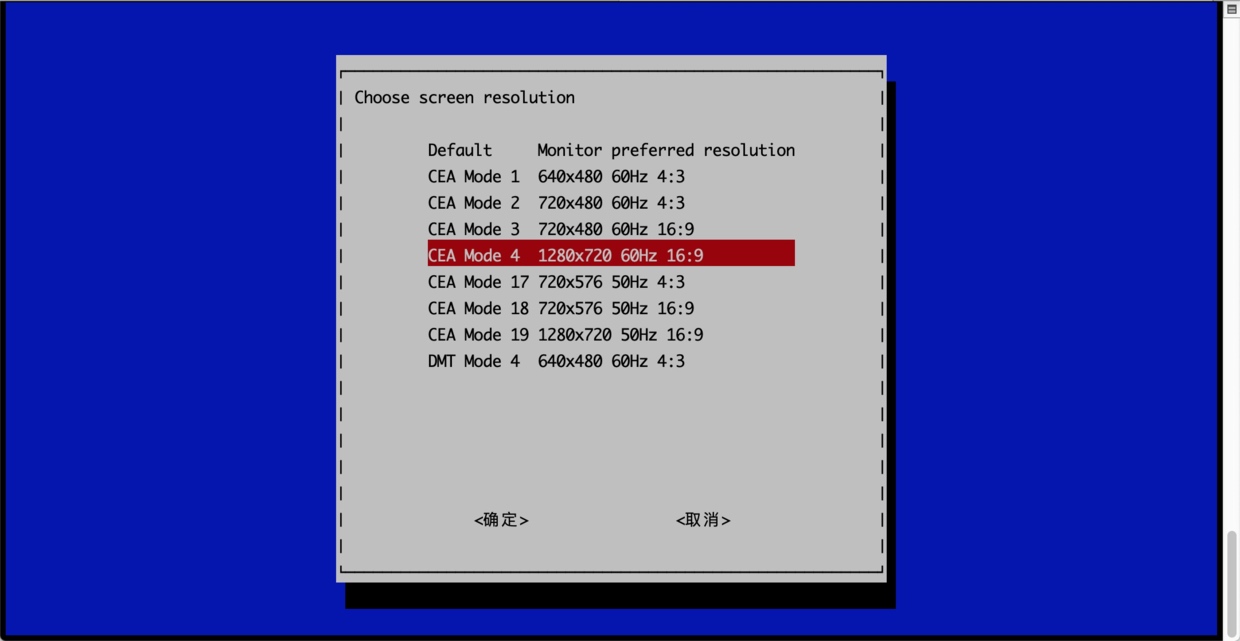 Choose screen resolution
Default Monitor preferred resolution
CEA Mode 1 640x480 60Hz 4:3
CEA Mode 2 720x480 60Hz 4:3
CEA Mode 3 720x480 60Hz 16:9
CEA Mode 4 1280x720 60Hz 16:9
CEA Mode 17 720x576 50Hz 4:3
CEA Mode 18 720x576 50Hz 16:9
CEA Mode 19 1280x720 50Hz 16:9
DMT Mode 4 640x480 60Hz 4:3
<确定> <取消>